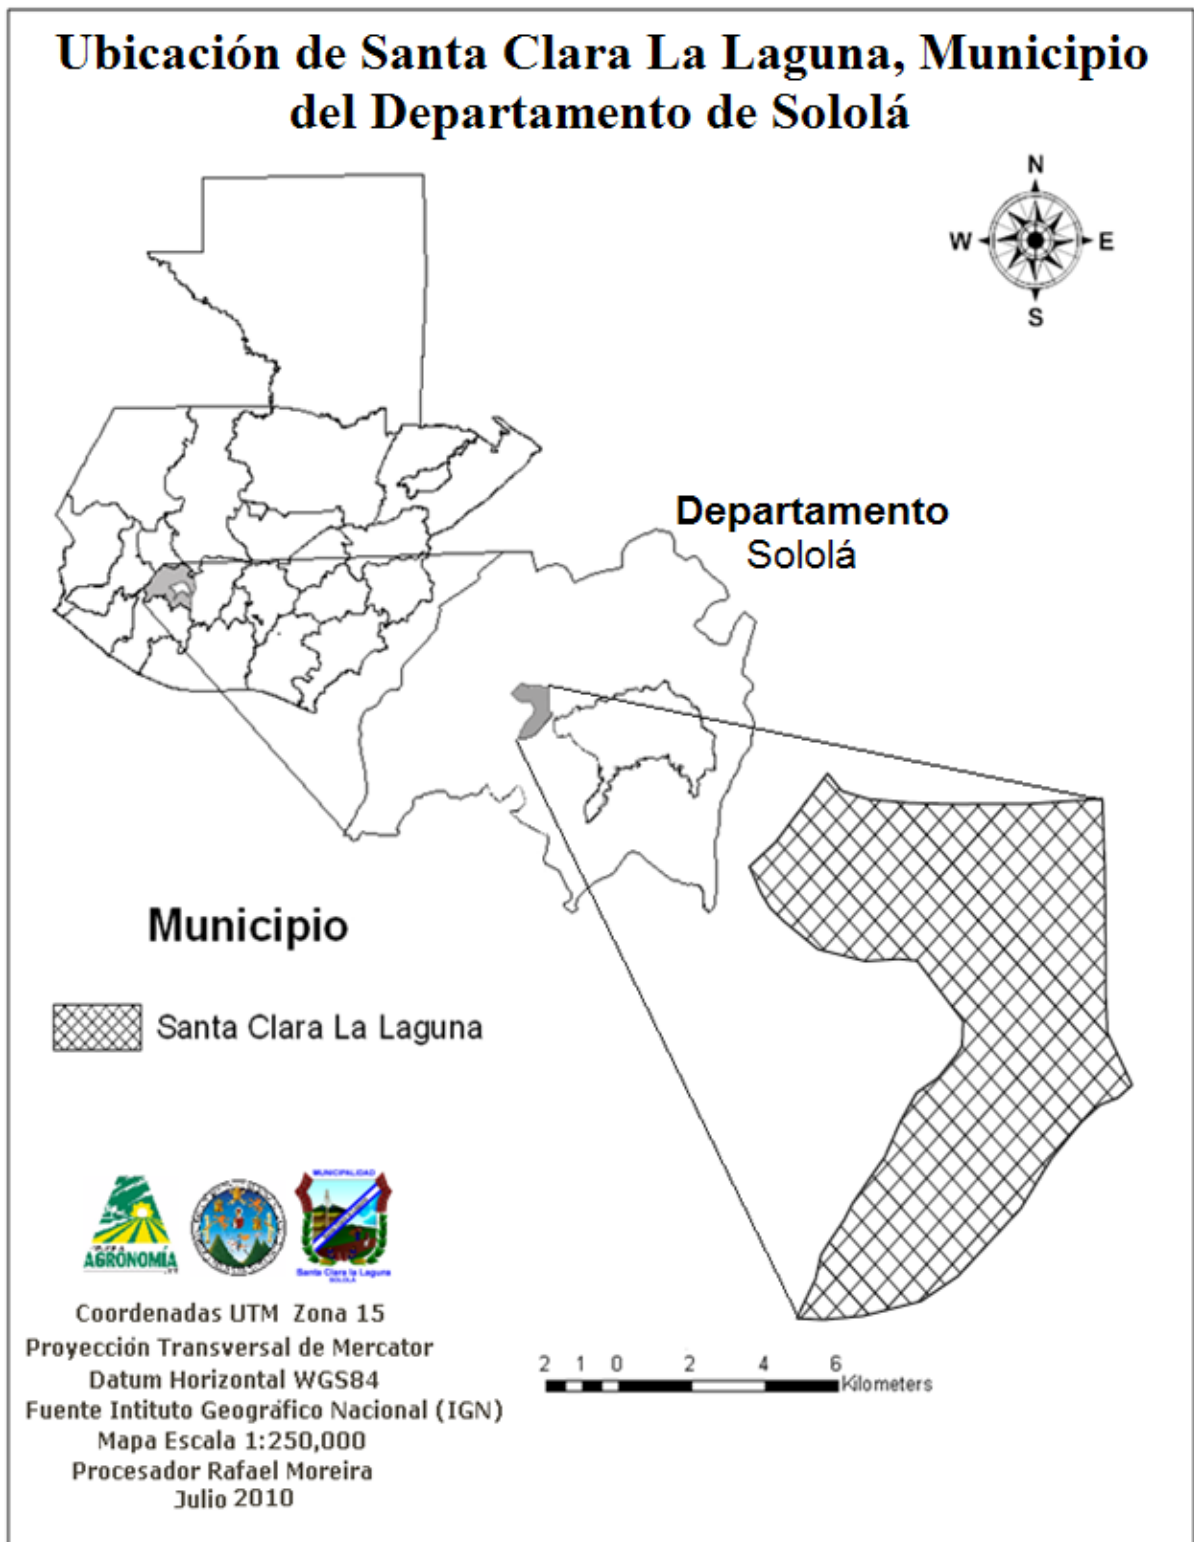 Ubicación de Santa Clara La Laguna, Municipio
del Departamento de Sololá
N
W E
S
Departamento
Sololá
Municipio
Santa Clara La Laguna
AGRONOMÍA
MUNICIPALIDAD
Santa Clara la Laguna
SOLOLÁ
Coordenadas UTM Zona 15
Proyección Transversal de Mercator
Datum Horizontal WGS84
Fuente Intituto Geográfico Nacional (IGN)
Mapa Escala 1:250,000
Procesador Rafael Moreira
Julio 2010
2 1 0 2 4 6
Kilometers